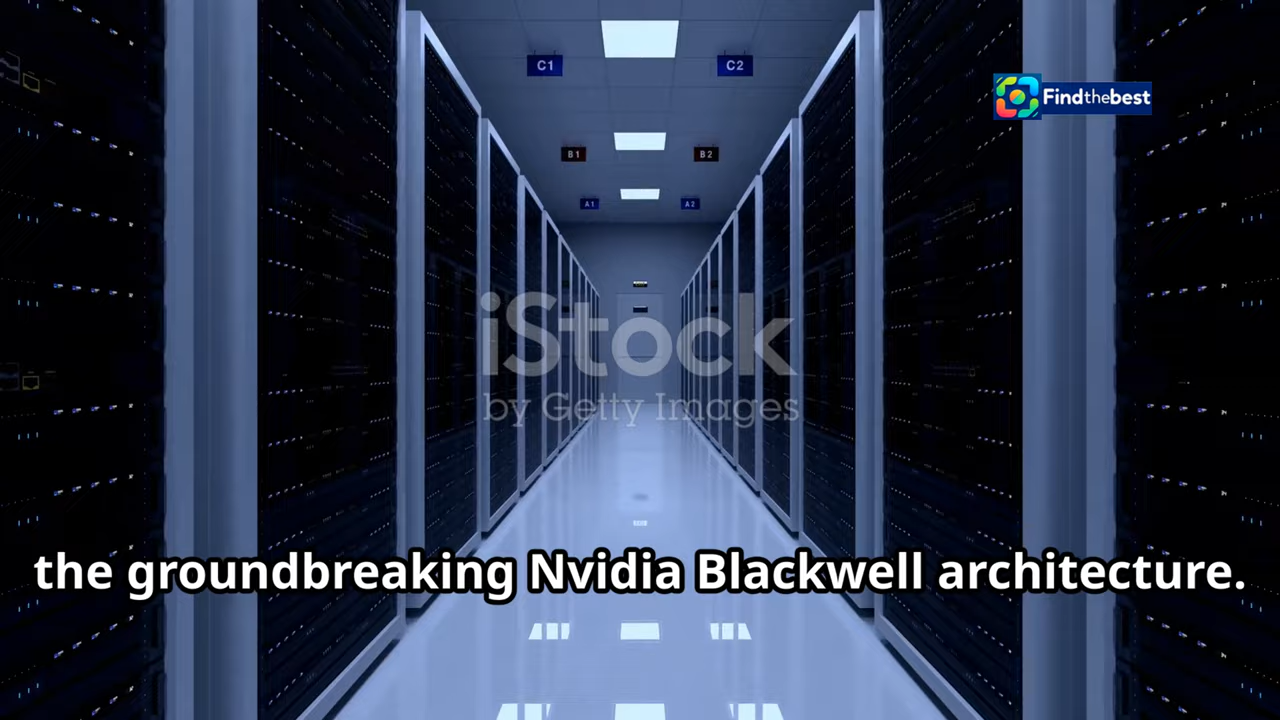 C1
C2
Findthebest
B1
B2
A1
A2
iStock
by Getty Images
the groundbreaking Nvidia Blackwell architecture.